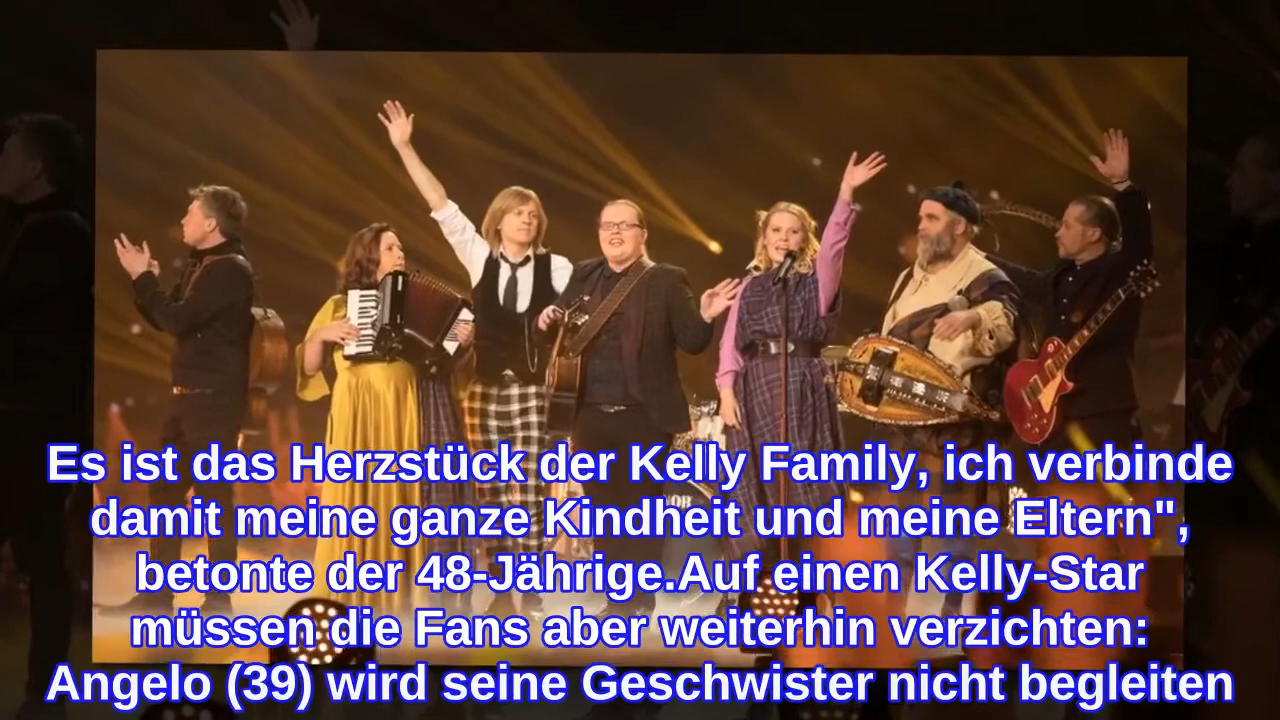 Es ist das Herzstück der Kelly Family, ich verbinde
damit meine ganze Kindheit und meine Eltern",
betonte der 48-Jährige.Auf einen Kelly-Star
müssen die Fans aber weiterhin verzichten:
Angelo (39) wird seine Geschwister nicht begleiten